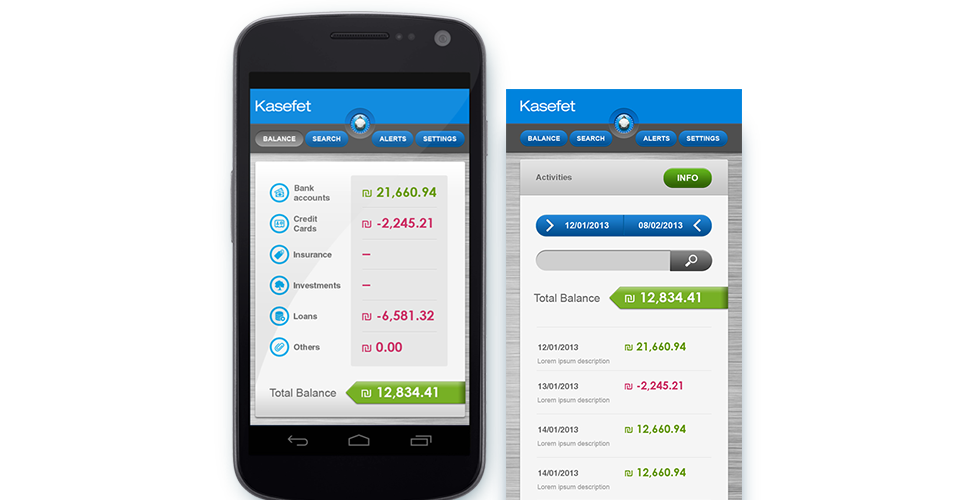 Kasefet
BALANCE SEARCH ALERTS SETTINGS
Bank
accounts
₪ 21,660.94
Credit
Cards
₪ -2,245.21
Insurance –
Investments –
Loans ₪ -6,581.32
Others ₪ 0.00
Total Balance ₪ 12,834.41
Kasefet
BALANCE SEARCH ALERTS SETTINGS
Activities INFO
12/01/2013 08/02/2013
Total Balance ₪ 12,834.41
12/01/2013 ₪ 21,660.94
Lorem ipsum description
13/01/2013 ₪ -2,245.21
Lorem ipsum description
14/01/2013 ₪ 12,660.94
Lorem ipsum description
14/01/2013 ₪ 12,660.94
Lorem ipsum description